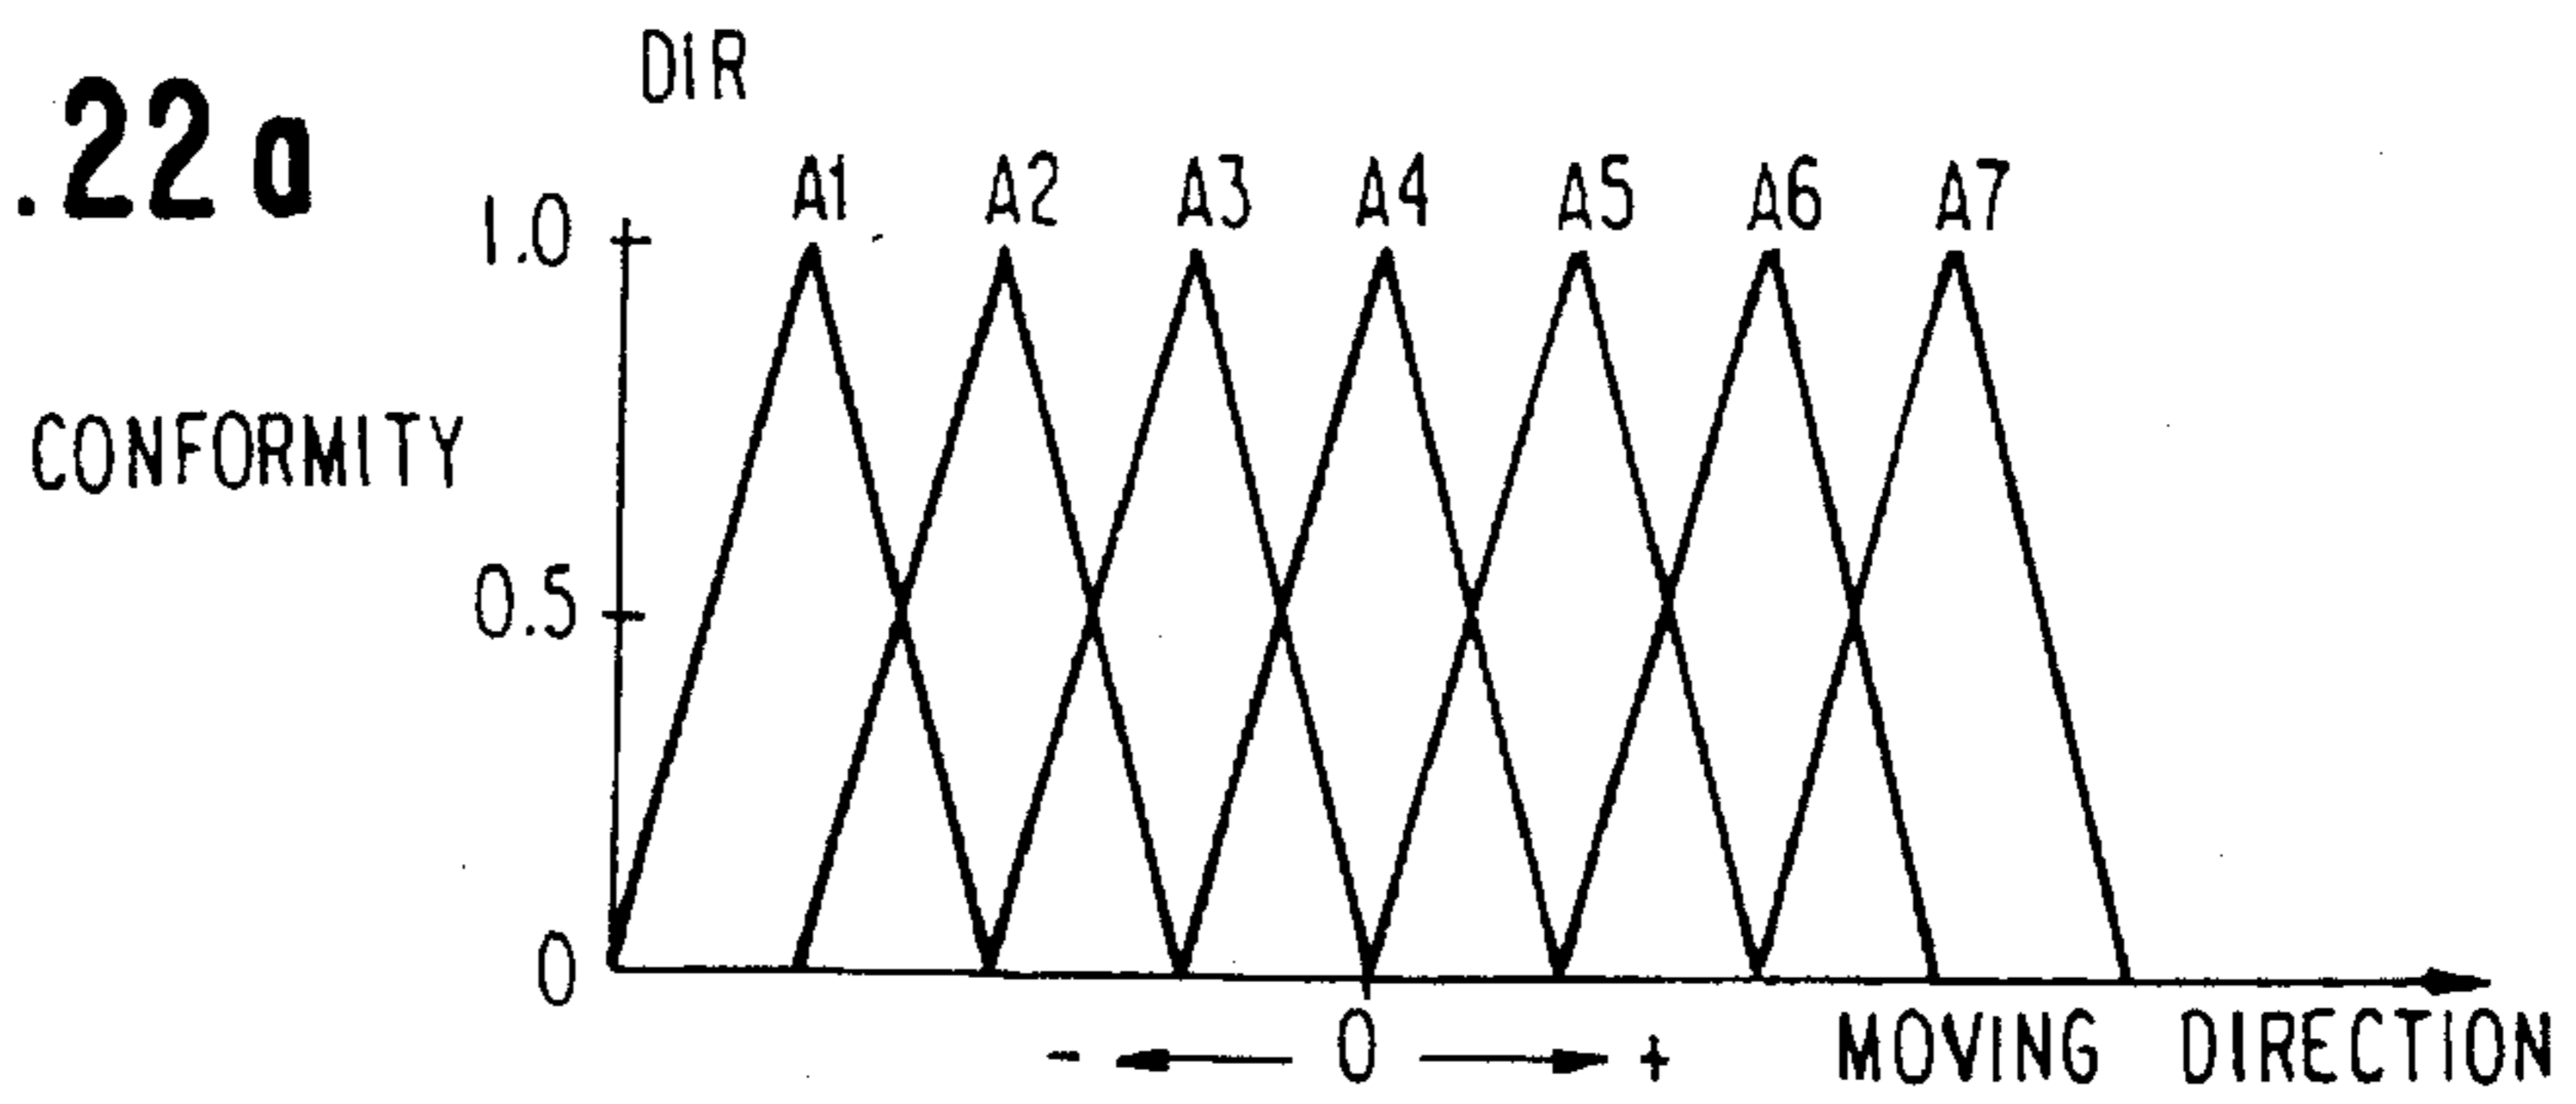 .22a
DIR
A1 A2 A3 A4 A5 A6 A7
1.0
CONFORMITY
0.5
0
- 0 +
MOVING DIRECTION